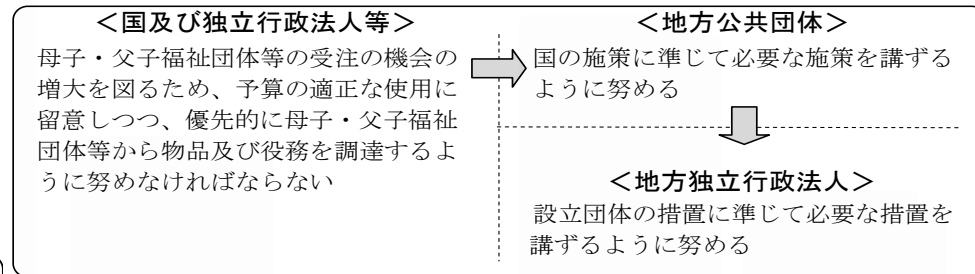 ＜国及び独立行政法人等＞
母子・父子福祉団体等の受注の機会の
増大を図るため、予算の適正な使用に
留意しつつ、優先的に母子・父子福祉
団体等から物品及び役務を調達するよ
うに努めなければならない
＜地方公共団体＞
国の施策に準じて必要な施策を講ずる
ように努める
＜地方独立行政法人＞
設立団体の措置に準じて必要な措置を
講ずるように努める